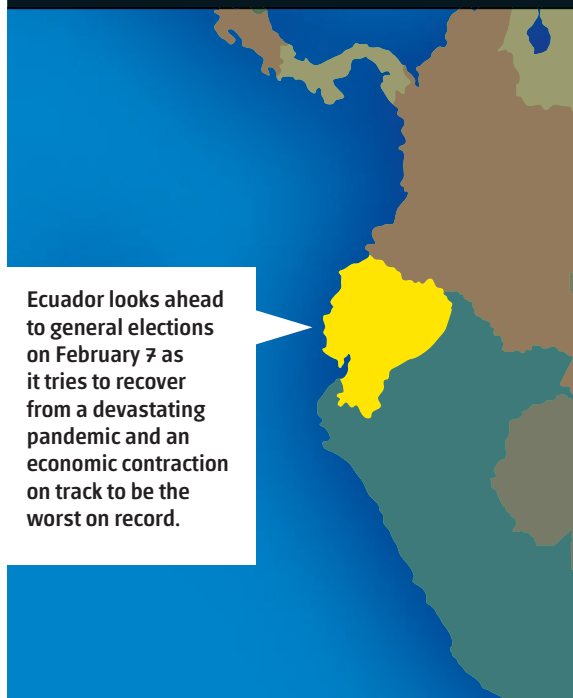 Ecuador looks ahead
to general elections
on February 7 as
it tries to recover
from a devastating
pandemic and an
economic contraction
on track to be the
worst on record.